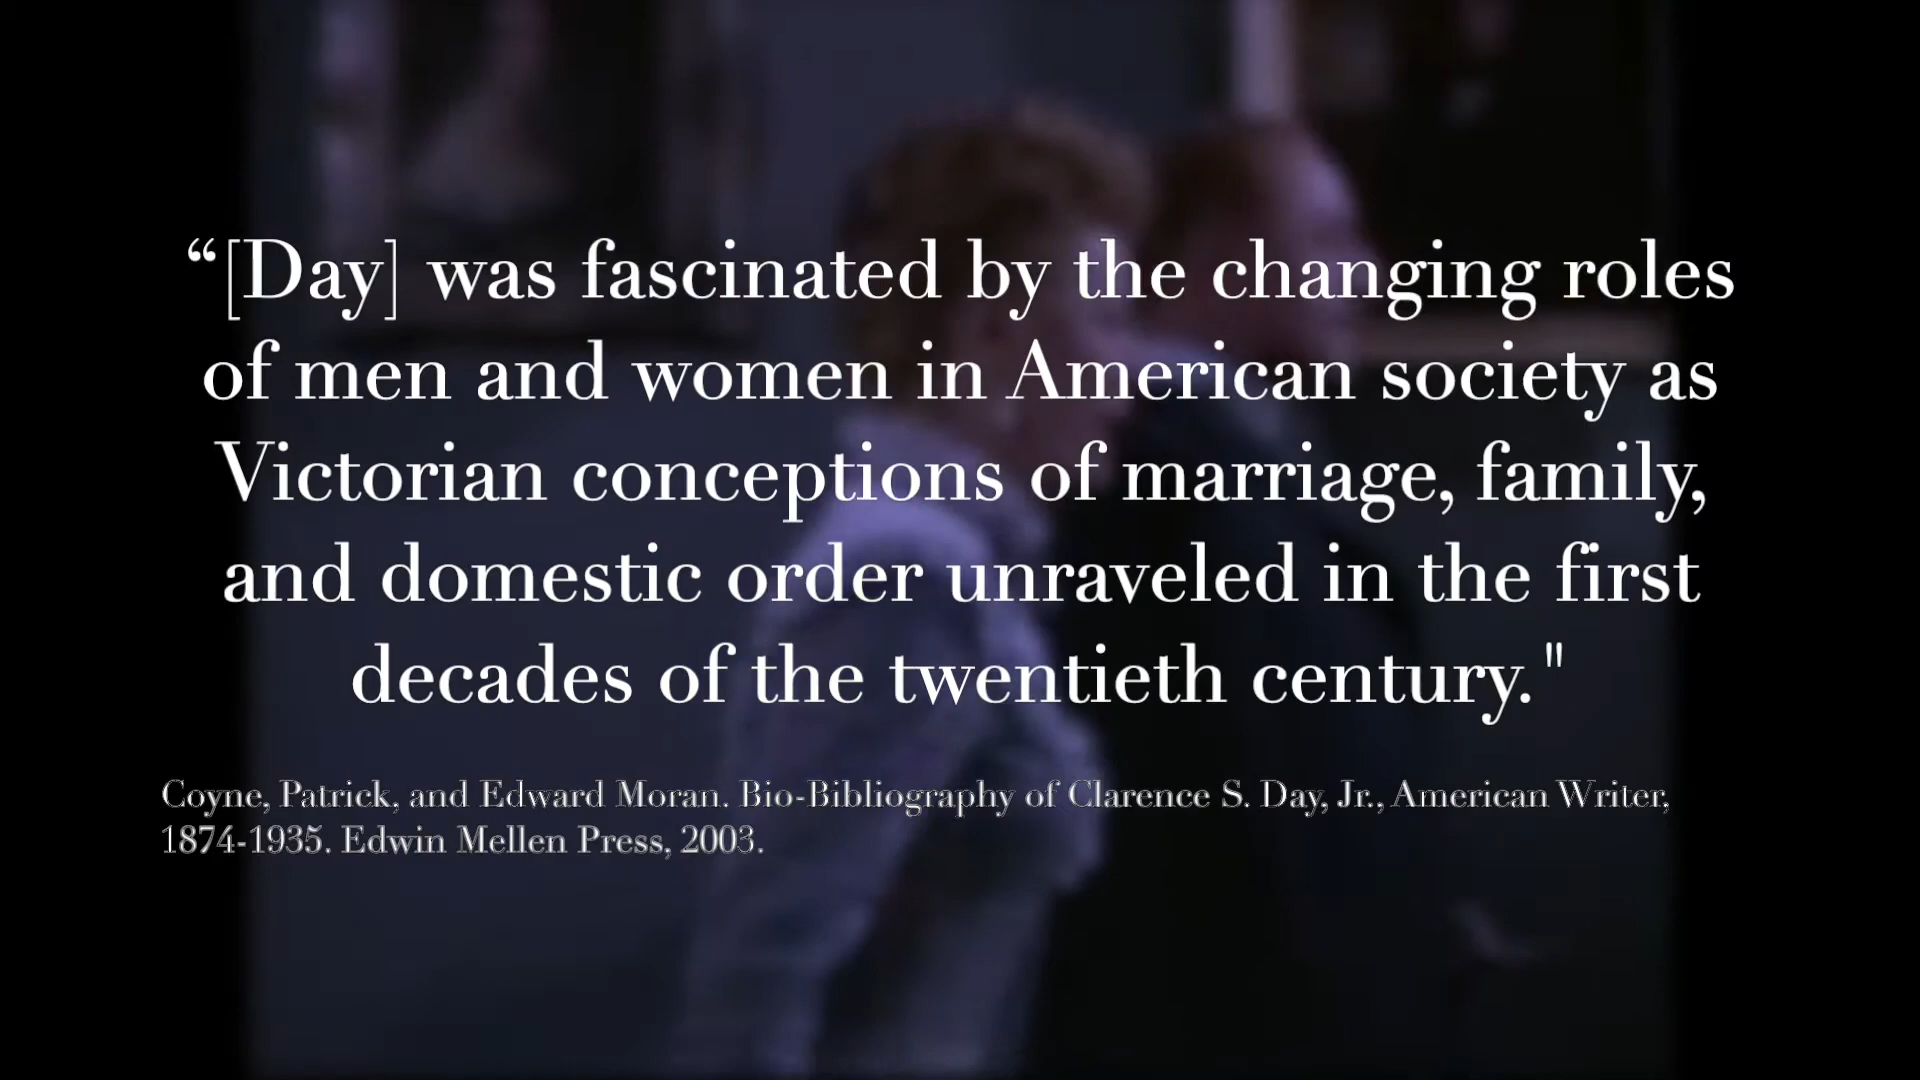 “[Day] was fascinated by the changing roles
of men and women in American society as
Victorian conceptions of marriage, family,
and domestic order unraveled in the first
decades of the twentieth century."
Coyne, Patrick, and Edward Moran. Bio-Bibliography of Clarence S. Day, Jr., American Writer,
1874-1935. Edwin Mellen Press, 2003.